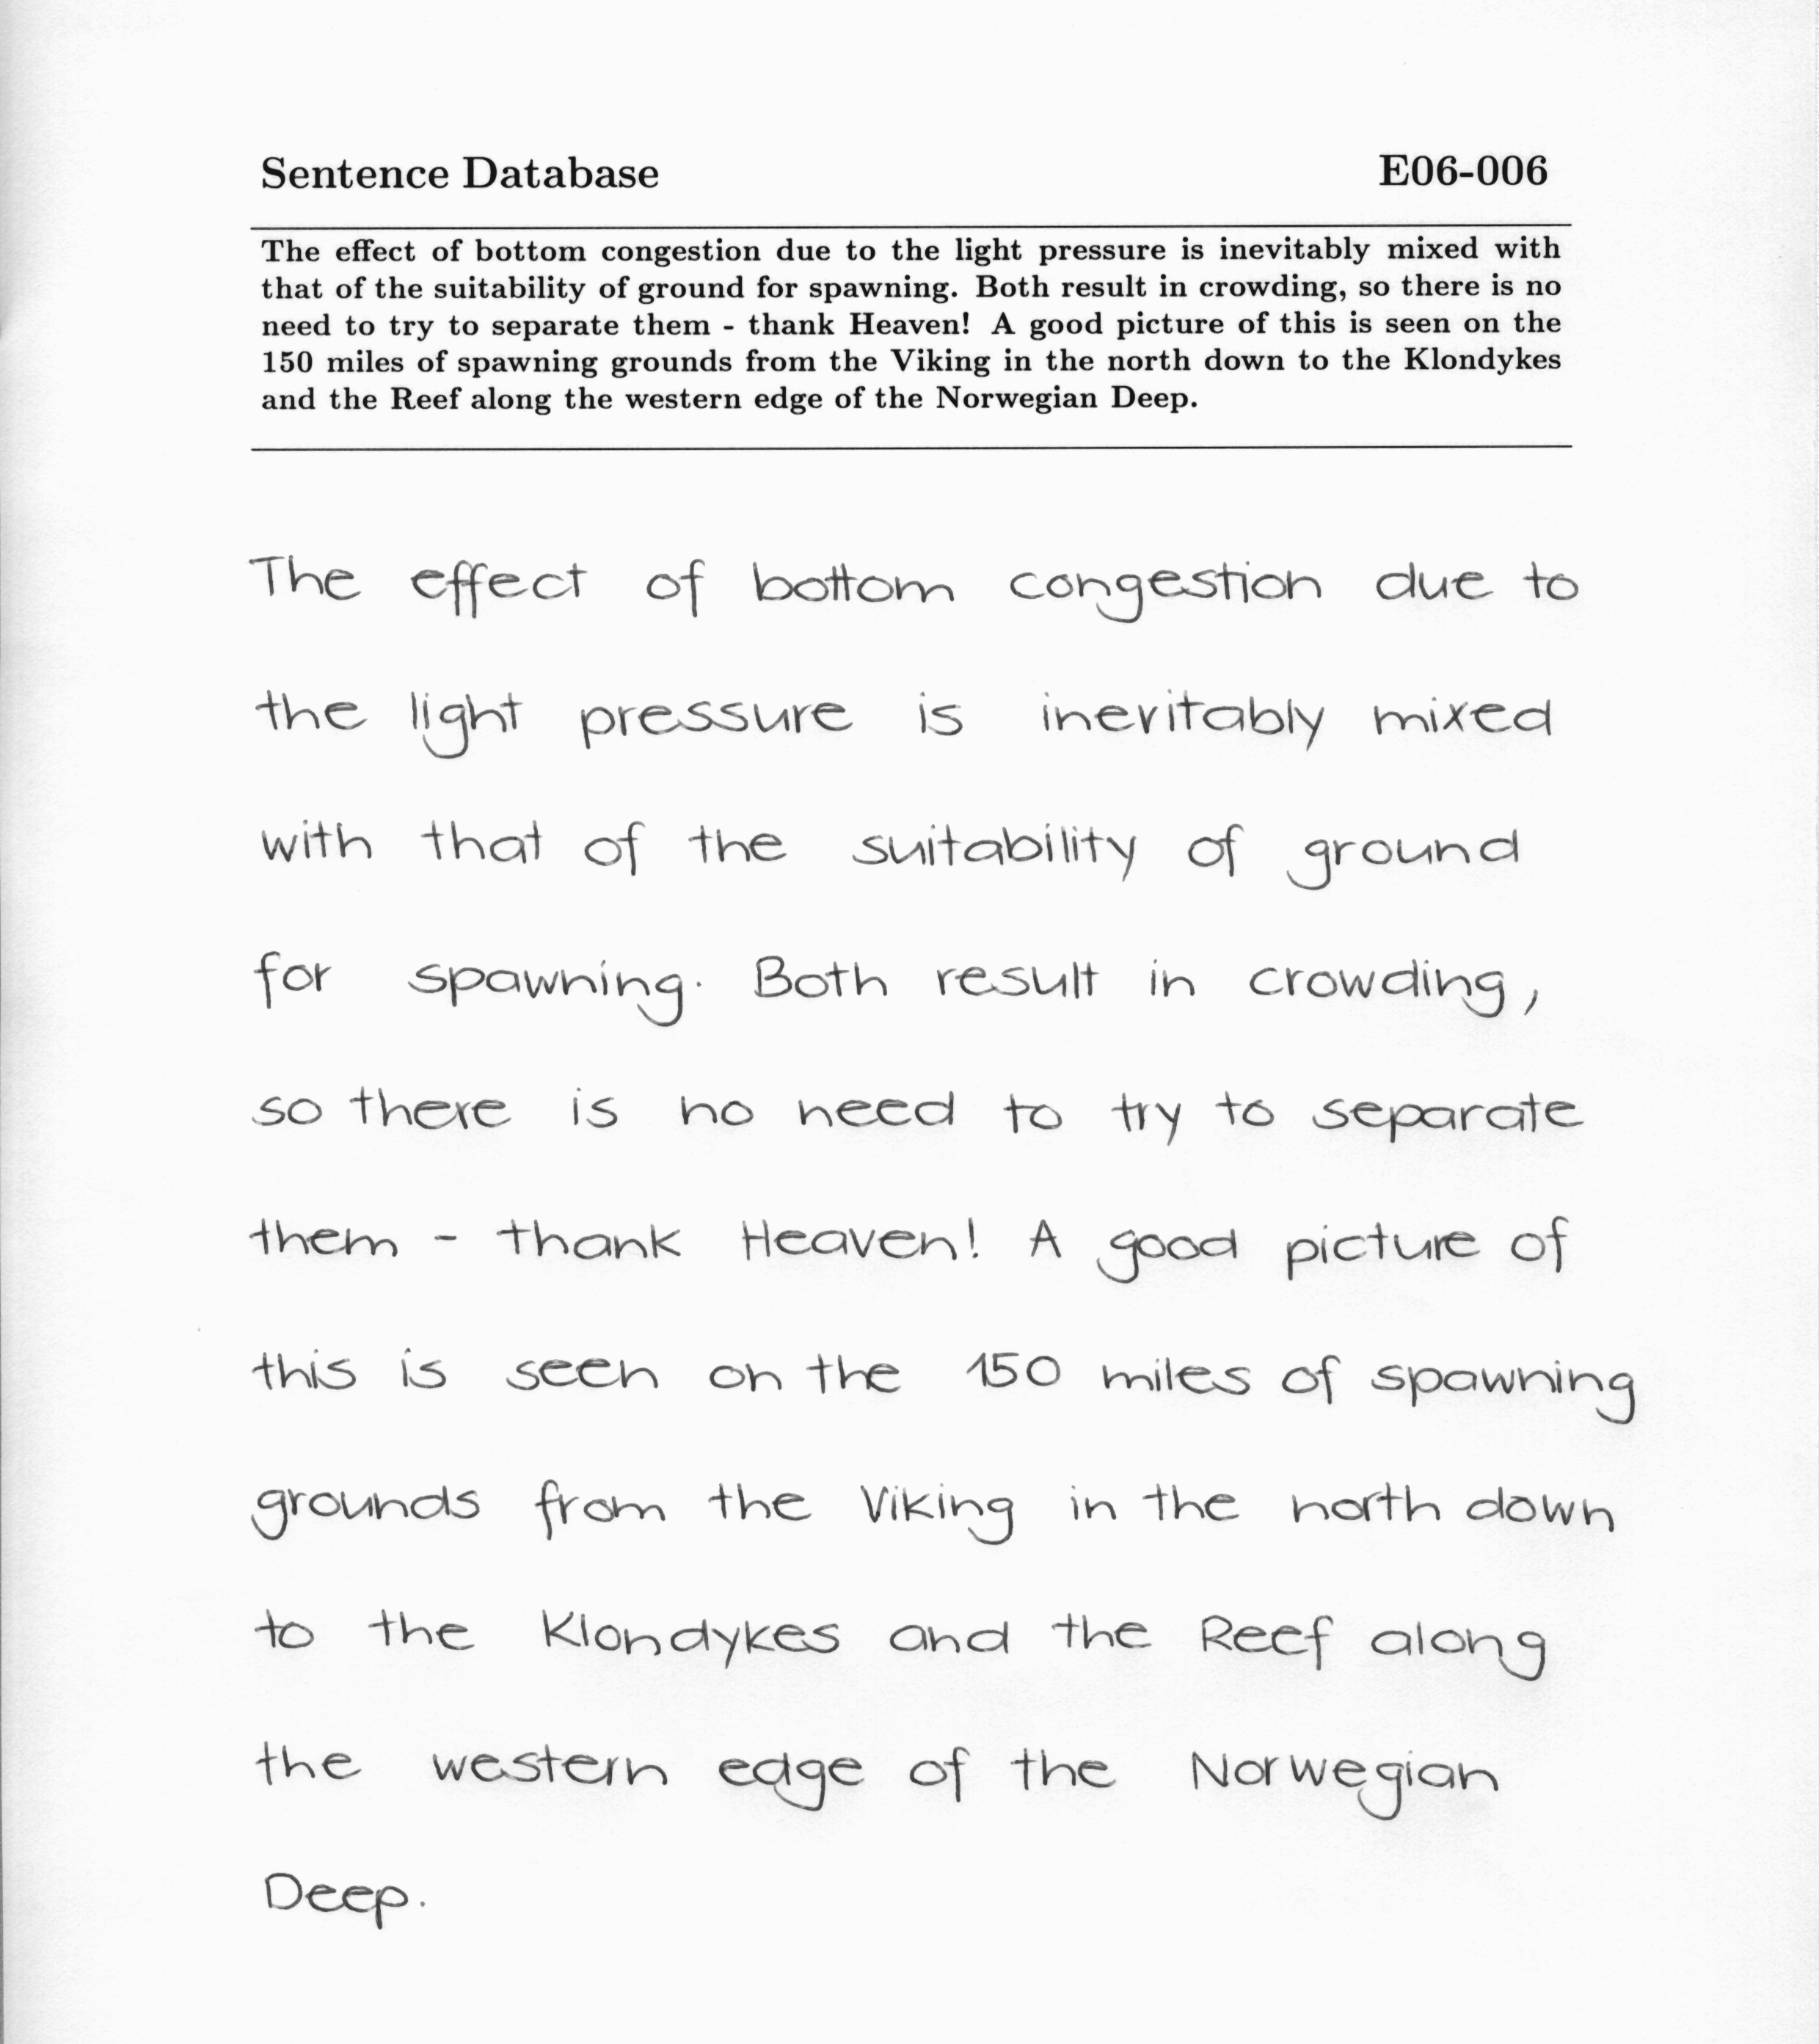 Sentence Database E06-006
The effect of bottom congestion due to the light pressure is inevitably mixed with
that of the suitability of ground for spawning. Both result in crowding, so there is no
need to try to separate them - thank Heaven! A good picture of this is seen on the
150 miles of spawning grounds from the Viking in the north down to the Klondykes
and the Reef along the western edge of the Norwegian Deep.
The effect of bottom congestion due to
the light pressure is inevitably mixed
with that of the suitability of ground
for spawning. Both result in crowding,
so there is no need to try to separate
them - thank Heaven! A good picture of
this is seen on the 150 miles of spawning
grounds from the Viking in the north down
to the Klondykes and the Reef along
the western edge of the Norwegian
Deep.